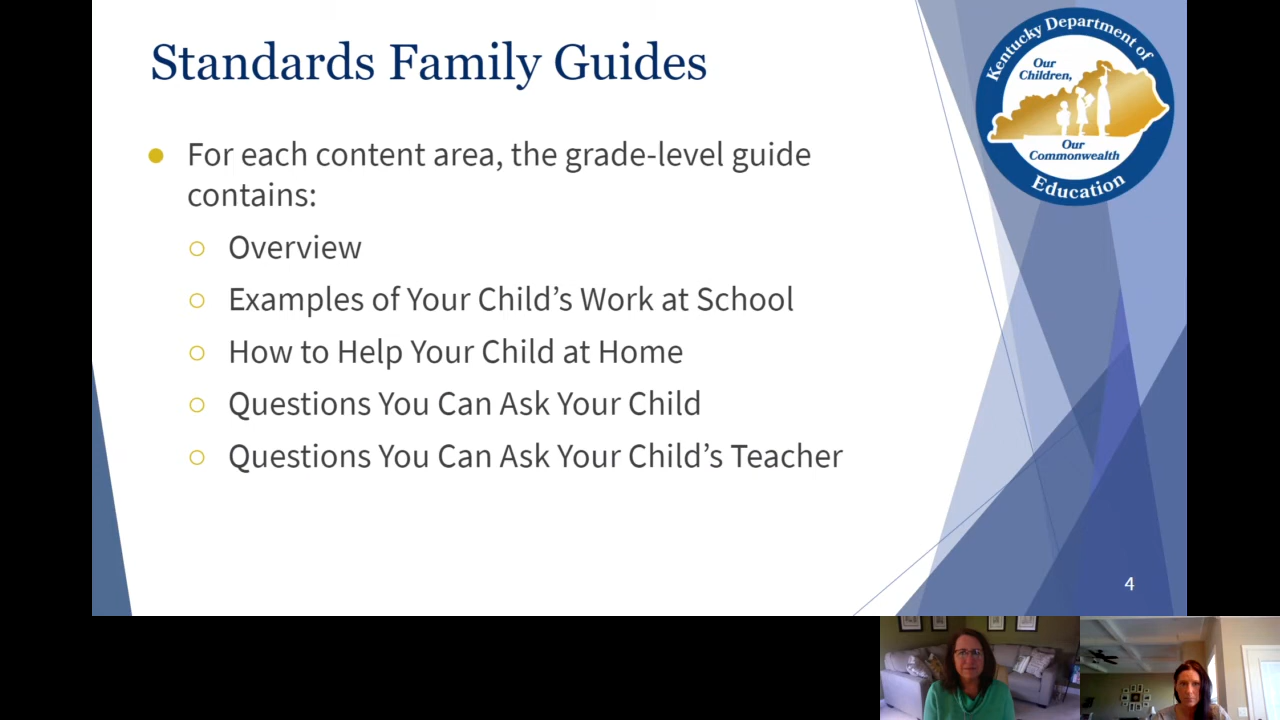 Standards Family Guides
Kentucky Department of
Education
Our
Children,
Our
Commonwealth
● For each content area, the grade-level guide
contains:
○ Overview
○ Examples of Your Child’s Work at School
○ How to Help Your Child at Home
○ Questions You Can Ask Your Child
○ Questions You Can Ask Your Child’s Teacher
4